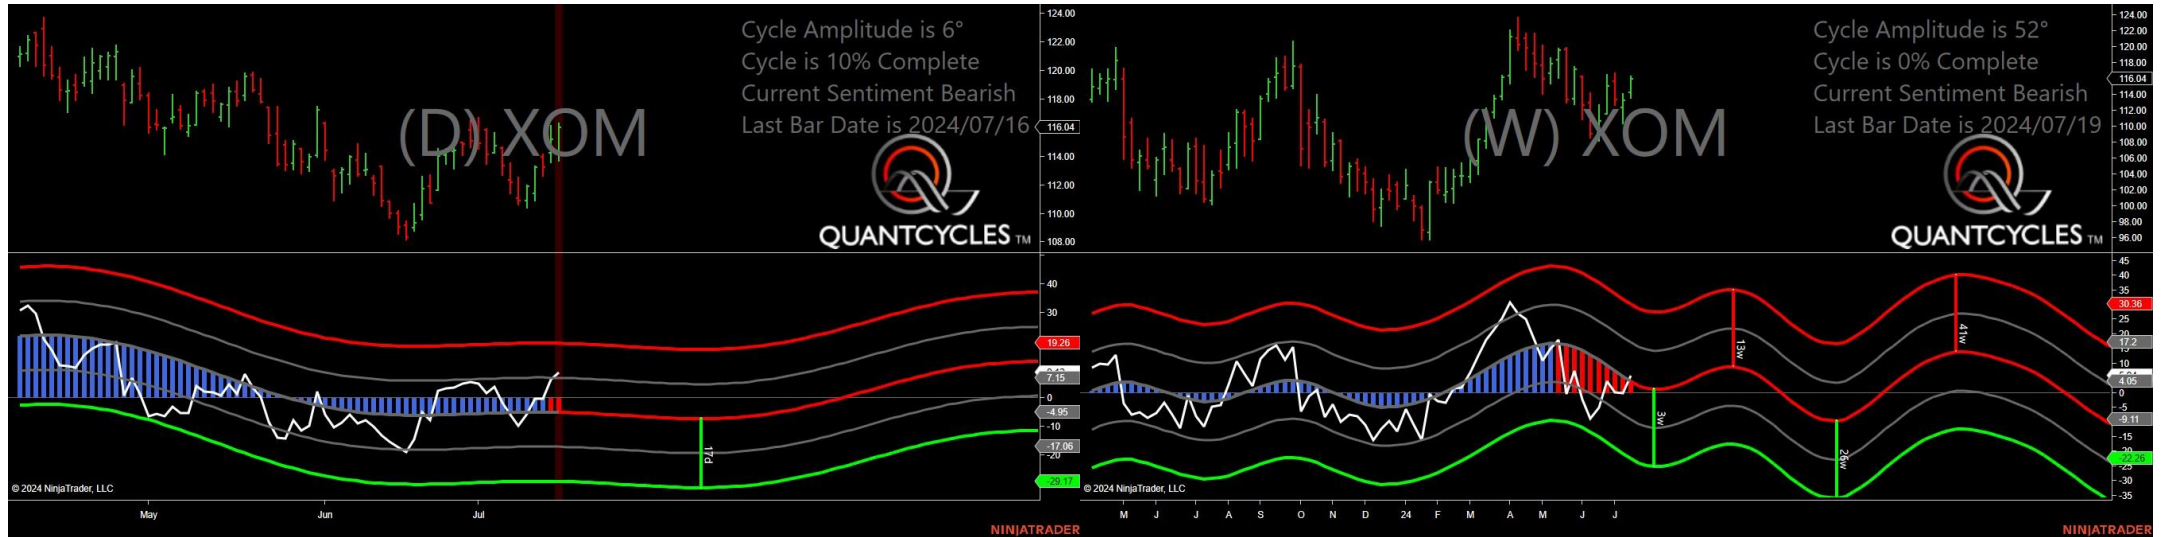 Cycle Amplitude is 6°
Cycle is 10% Complete
Current Sentiment Bearish
Last Bar Date is 2024/07/16
(D) XOM
QUANTCYCLES TM
124.00
122.00
120.00
118.00
116.04
114.00
112.00
110.00
108.00
40
30
19.26
7.15
0
-4.95
-10
-17.06
-20
-29.17
17d
© 2024 NinjaTrader, LLC
May Jun Jul
NINJATRADER
Cycle Amplitude is 52°
Cycle is 0% Complete
Current Sentiment Bearish
Last Bar Date is 2024/07/19
(W) XOM
QUANTCYCLES TM
124.00
122.00
120.00
118.00
116.04
114.00
112.00
110.00
108.00
106.00
104.00
102.00
100.00
98.00
96.00
45
40
35
30.36
25
17.2
15
4.05
0
-5
-9.11
-15
-22.26
-25
-30
-35
3w
13w
26w
41w
© 2024 NinjaTrader, LLC
M J J A S O N D 24 F M A M J J
NINJATRADER